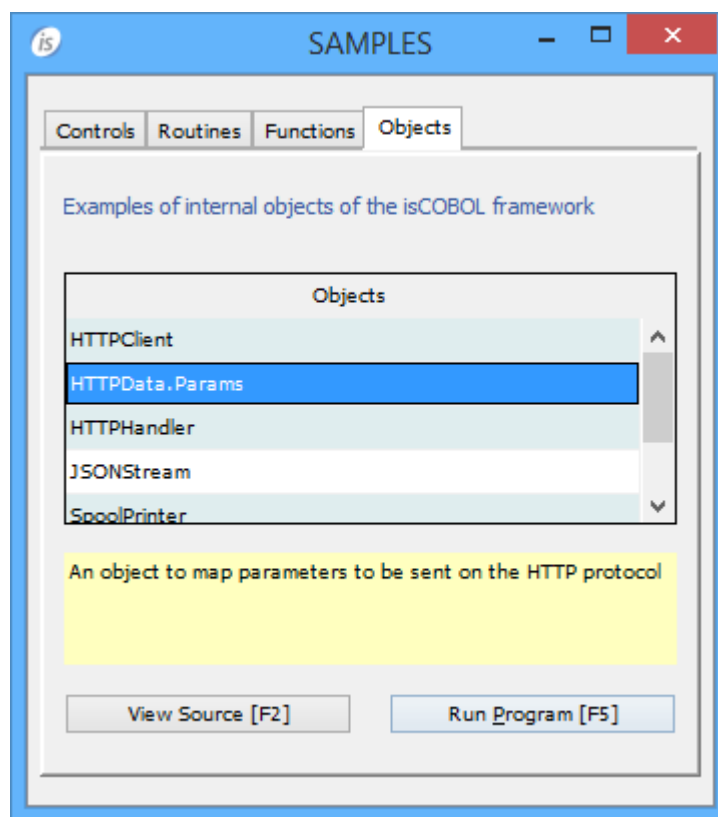 is SAMPLES
Controls Routines Functions Objects
Examples of internal objects of the isCOBOL framework
Objects
HTTPClient
HTTPData.Params
HTTPHandler
JSONStream
SpoolPrinter
An object to map parameters to be sent on the HTTP protocol
View Source [F2] Run Program [F5]